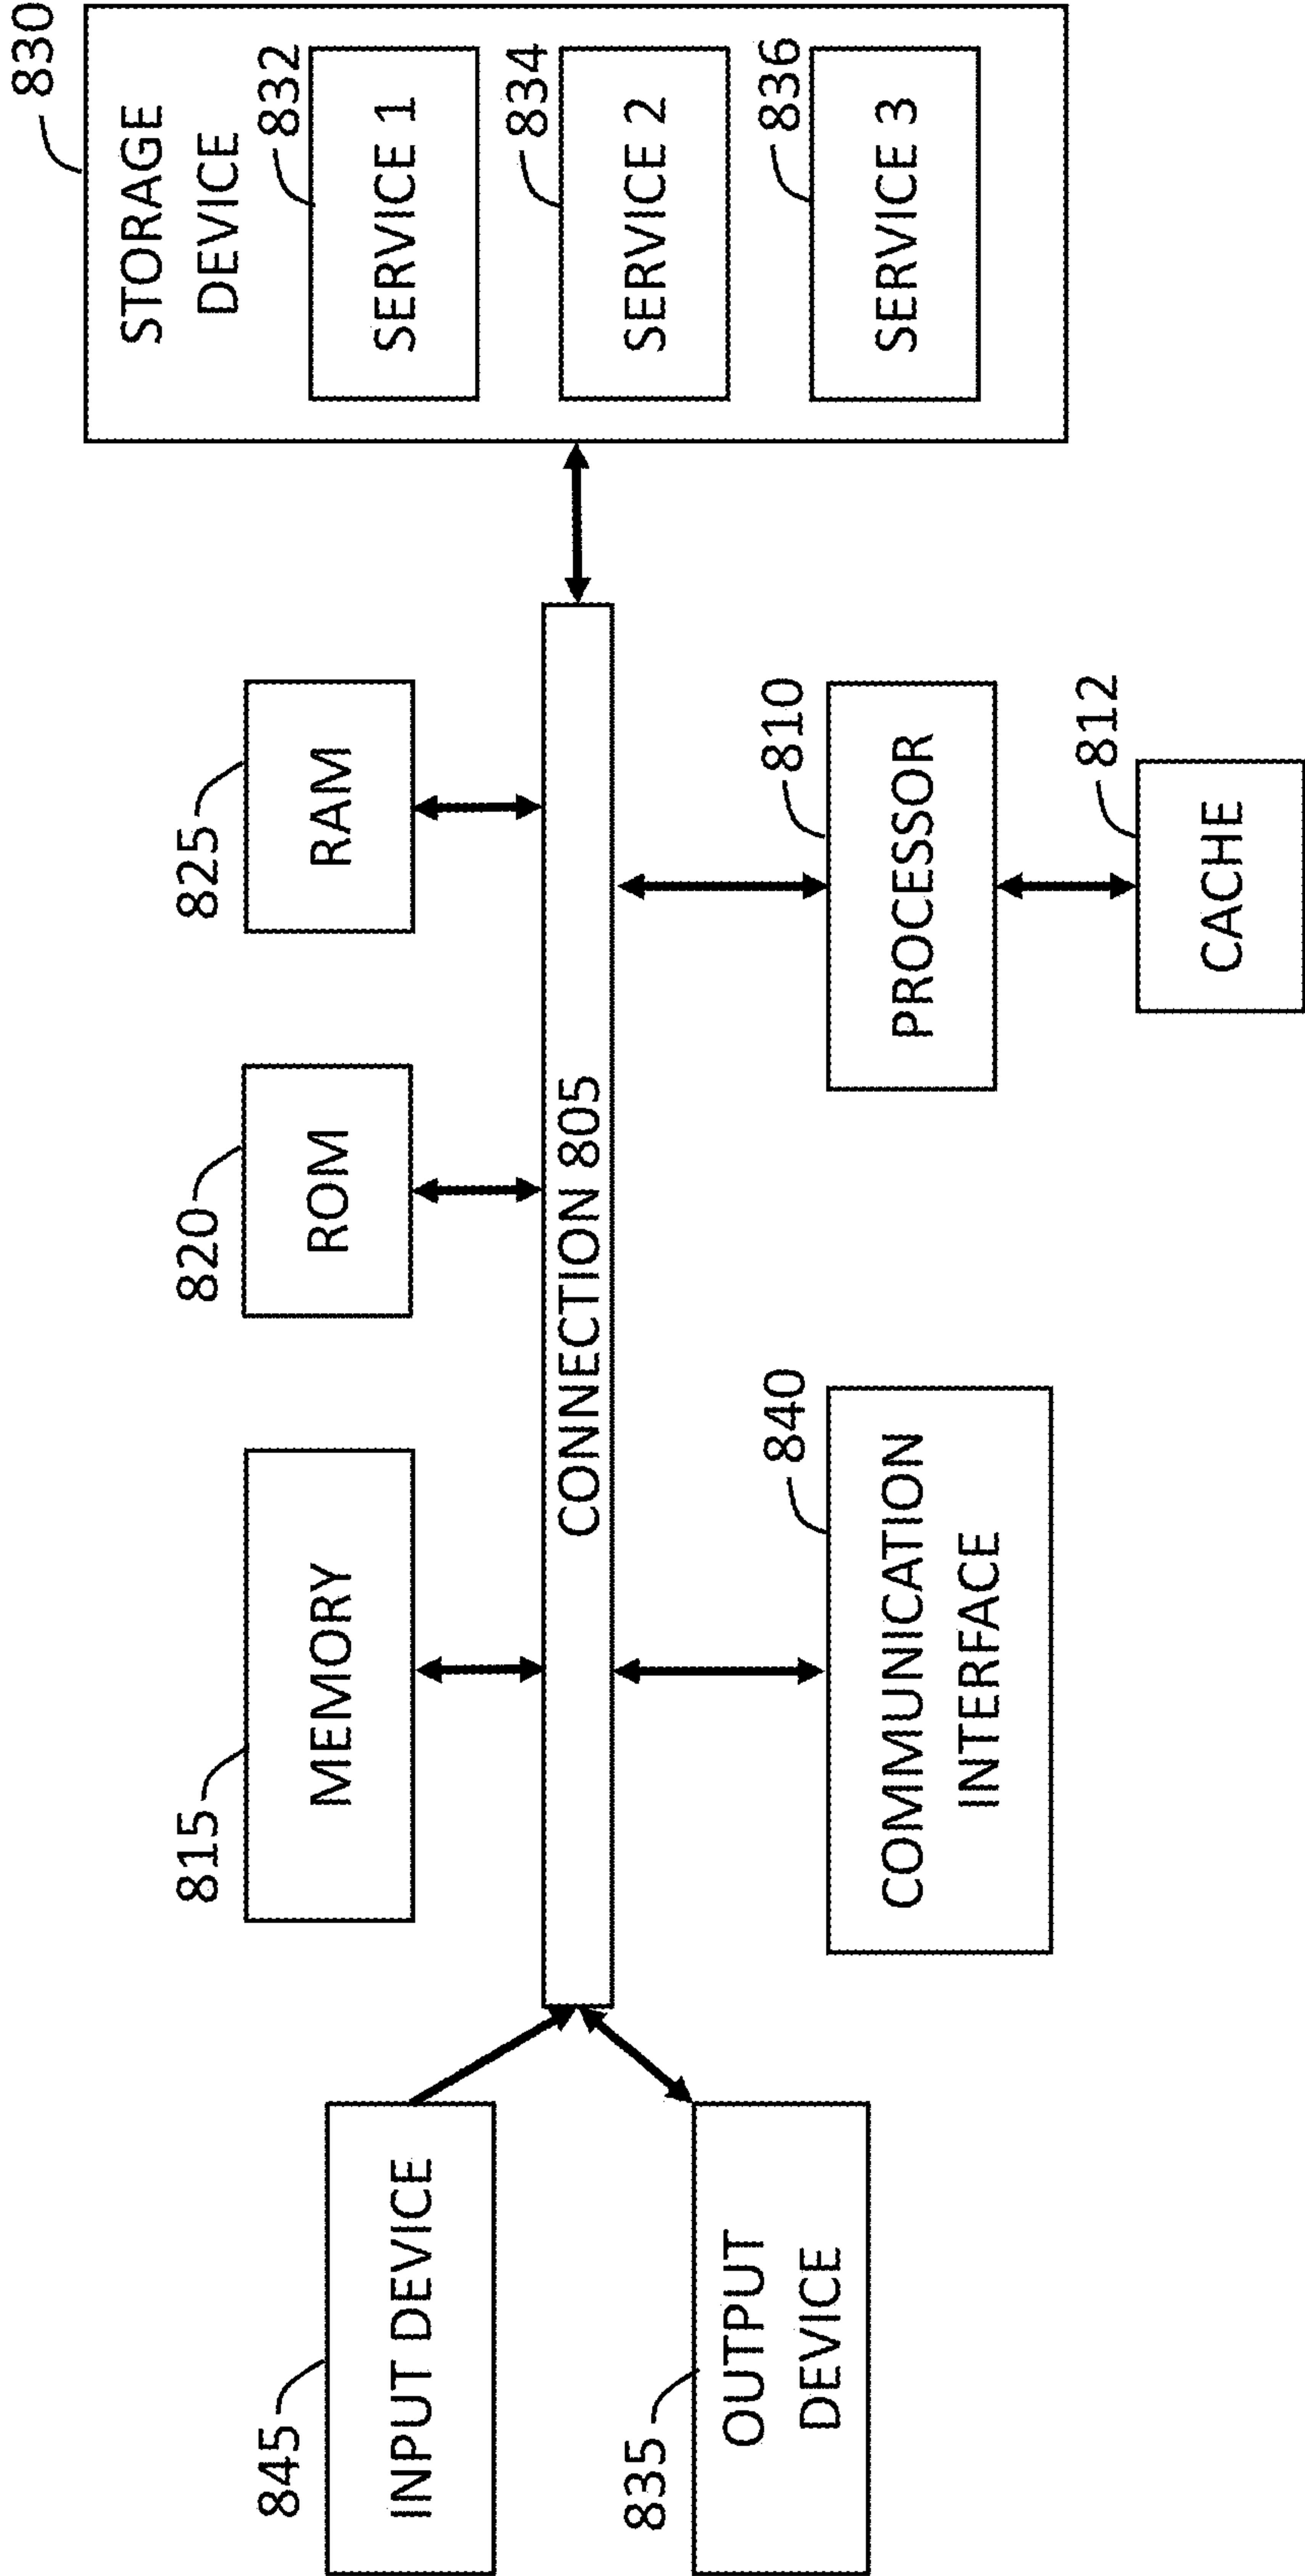 830
STORAGE
DEVICE
832
SERVICE 1
834
SERVICE 2
836
SERVICE 3
825
RAM
820
ROM
815
MEMORY
CONNECTION 805
845
INPUT DEVICE
835
OUTPUT
DEVICE
840
COMMUNICATION
INTERFACE
810
PROCESSOR
812
CACHE